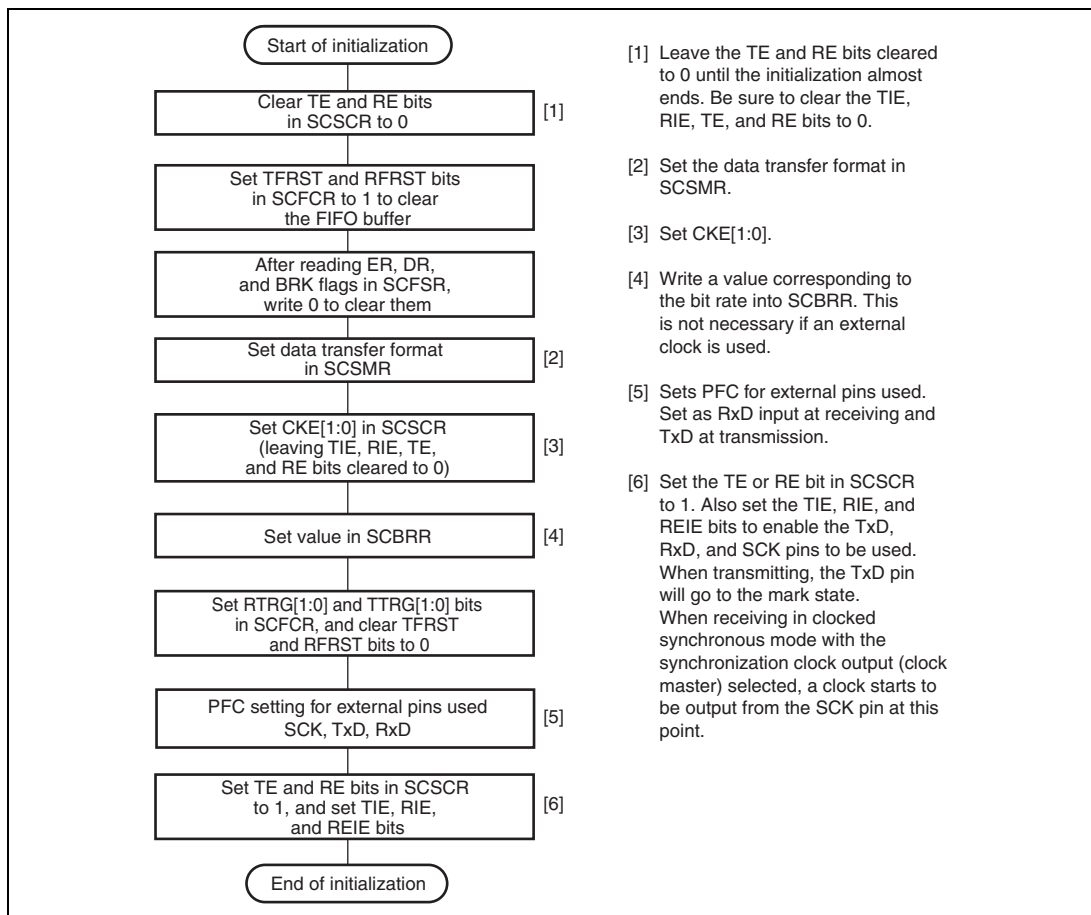 Start of initialization
Clear TE and RE bits
in SCSCR to 0
[1]
Set TFRST and RFRST bits
in SCFCR to 1 to clear
the FIFO buffer
After reading ER, DR,
and BRK flags in SCFSR,
write 0 to clear them
Set data transfer format
in SCSMR
[2]
Set CKE[1:0] in SCSCR
(leaving TIE, RIE, TE,
and RE bits cleared to 0)
[3]
Set value in SCBRR
[4]
Set RTRG[1:0] and TTRG[1:0] bits
in SCFCR, and clear TFRST
and RFRST bits to 0
PFC setting for external pins used
SCK, TxD, RxD
[5]
Set TE and RE bits in SCSCR
to 1, and set TIE, RIE,
and REIE bits
[6]
End of initialization
[1] Leave the TE and RE bits cleared
to 0 until the initialization almost
ends. Be sure to clear the TIE,
RIE, TE, and RE bits to 0.
[2] Set the data transfer format in
SCSMR.
[3] Set CKE[1:0].
[4] Write a value corresponding to
the bit rate into SCBRR. This
is not necessary if an external
clock is used.
[5] Sets PFC for external pins used.
Set as RxD input at receiving and
TxD at transmission.
[6] Set the TE or RE bit in SCSCR
to 1. Also set the TIE, RIE, and
REIE bits to enable the TxD,
RxD, and SCK pins to be used.
When transmitting, the TxD pin
will go to the mark state.
When receiving in clocked
synchronous mode with the
synchronization clock output (clock
master) selected, a clock starts to
be output from the SCK pin at this
point.